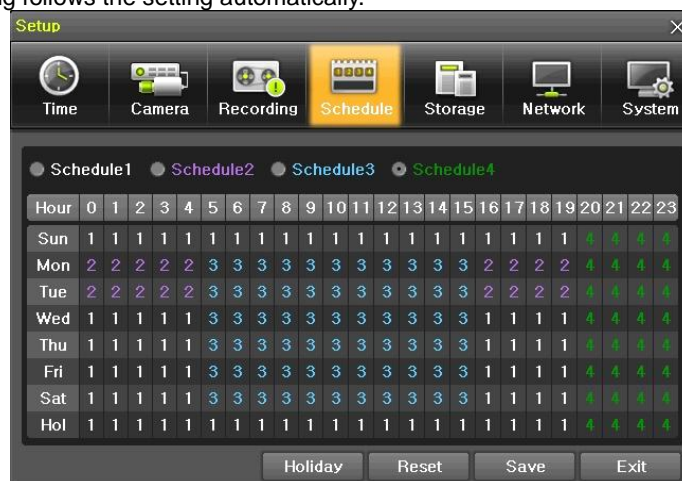 g follows the setting automatically.
Setup
Time Camera Recording Schedule Storage Network System
Schedule1 Schedule2 Schedule3 Schedule4
Hour 0 1 2 3 4 5 6 7 8 9 10 11 12 13 14 15 16 17 18 19 20 21 22 23
Sun 1 1 1 1 1 1 1 1 1 1 1 1 1 1 1 1 1 1 1 1 4 4 4 4
Mon 2 2 2 2 2 3 3 3 3 3 3 3 3 3 3 3 2 2 2 2 4 4 4 4
Tue 2 2 2 2 2 3 3 3 3 3 3 3 3 3 3 3 2 2 2 2 4 4 4 4
Wed 1 1 1 1 1 3 3 3 3 3 3 3 3 3 3 3 1 1 1 1 4 4 4 4
Thu 1 1 1 1 1 3 3 3 3 3 3 3 3 3 3 3 1 1 1 1 4 4 4 4
Fri 1 1 1 1 1 3 3 3 3 3 3 3 3 3 3 3 1 1 1 1 4 4 4 4
Sat 1 1 1 1 1 3 3 3 3 3 3 3 3 3 3 3 1 1 1 1 4 4 4 4
Hol 1 1 1 1 1 1 1 1 1 1 1 1 1 1 1 1 1 1 1 1 4 4 4 4
Holiday Reset Save Exit